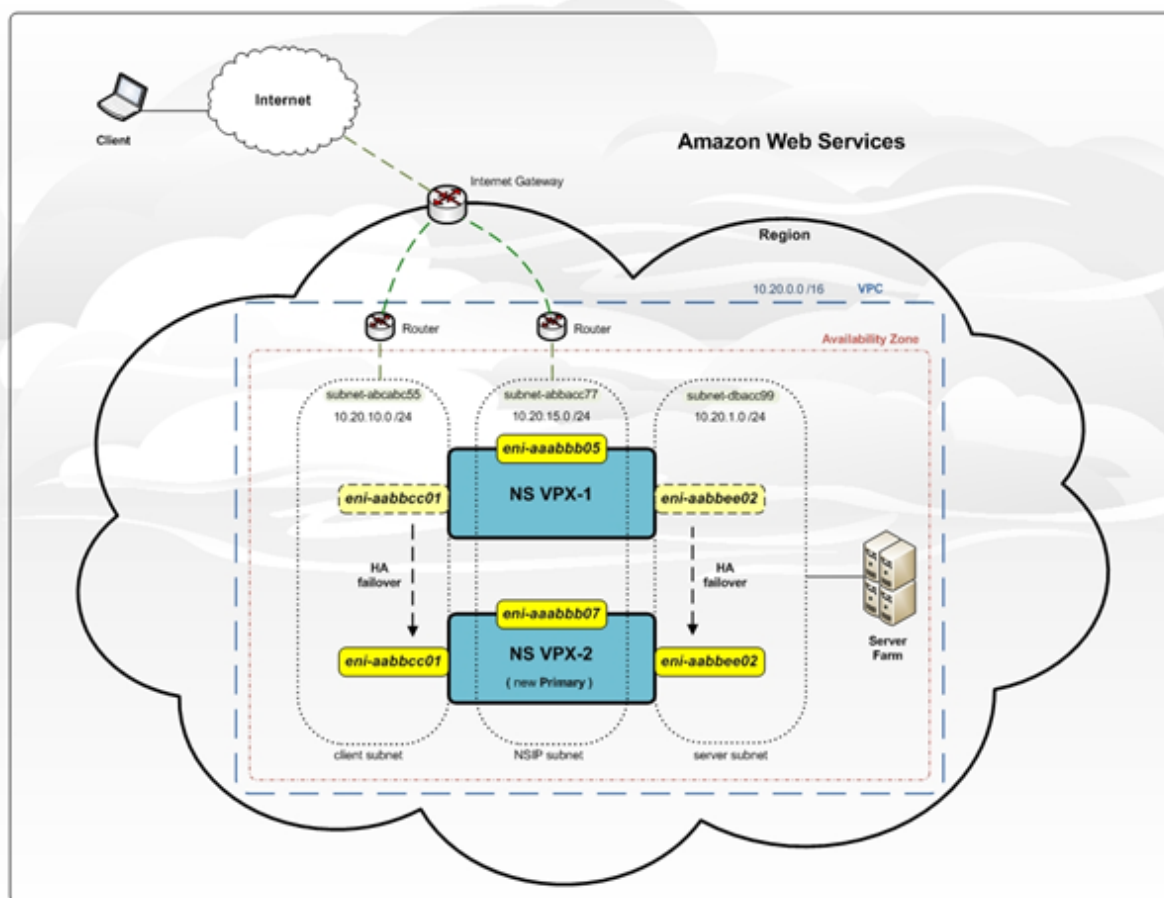 Internet
Client
Amazon Web Services
Internet Gateway
Region
10.20.0.0 /16 VPC
Router
Router
Availability Zone
subnet-abcabc55
10.20.10.0 /24
subnet-abbacc77
10.20.15.0 /24
subnet-dbacc99
10.20.1.0 /24
eni-aaabbb05
NS VPX-1
eni-aabbcc01
eni-aabbee02
HA
failover
HA
failover
eni-aaabbb07
NS VPX-2
( new Primary )
eni-aabbcc01
eni-aabbee02
Server
Farm
client subnet
NSIP subnet
server subnet